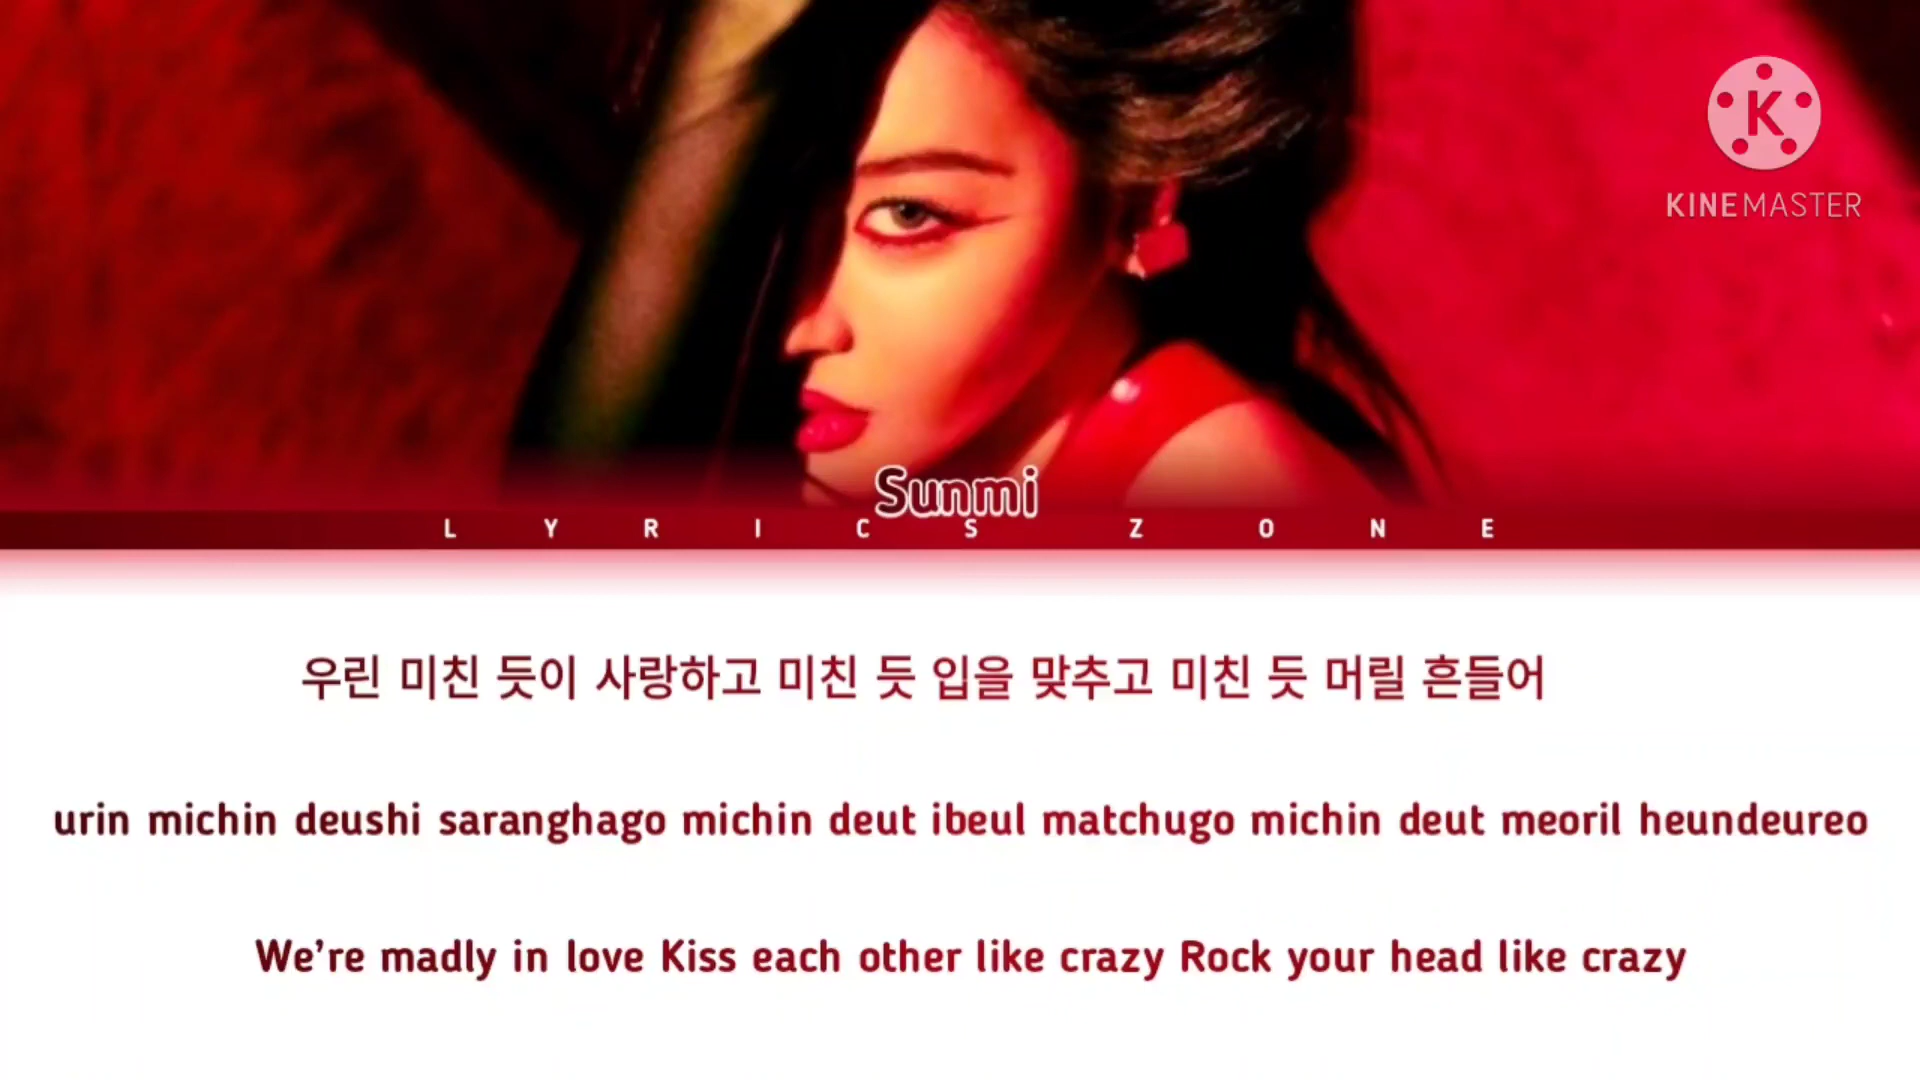 K
KINEMASTER
Sunmi
LYRICS ZONE
우린 미친 듯이 사랑하고 미친 듯 입을 맞추고 미친 듯 머릴 흔들어
urin michin deushi saranghago michin deut ibeul matchugo michin deut meoril heundeureo
We're madly in love Kiss each other like crazy Rock your head like crazy